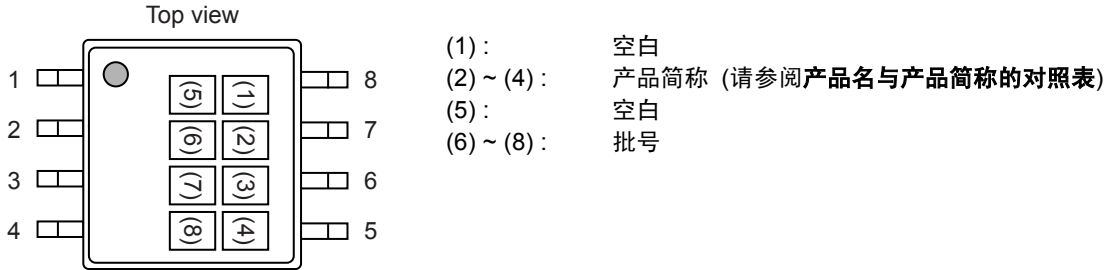 Top view
1
2
3
4
8
7
6
5
(5) (1)
(6) (2)
(7) (3)
(8) (4)
(1) : 空白
(2) ~ (4) : 产品简称 (请参阅产品名与产品简称的对照表)
(5) : 空白
(6) ~ (8) : 批号